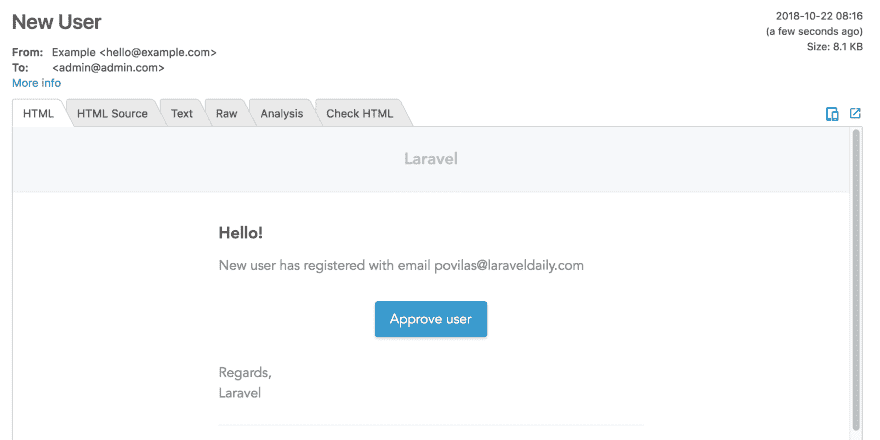 New User
2018-10-22 08:16
(a few seconds ago)
Size: 8.1 KB
From: Example <hello@example.com>
To: <admin@admin.com>
More info
HTML HTML Source Text Raw Analysis Check HTML
Laravel
Hello!
New user has registered with email povilas@laraveldaily.com
Approve user
Regards,
Laravel